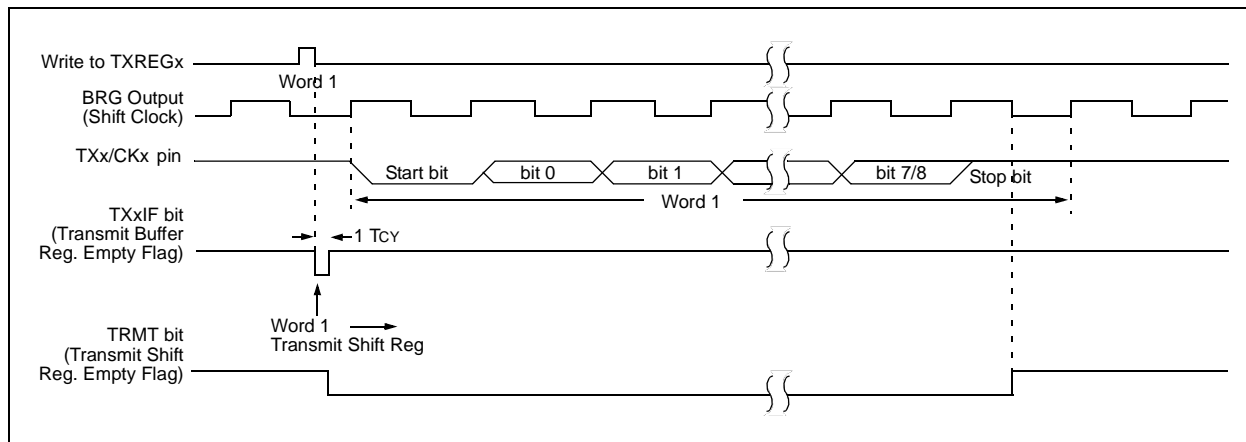 Write to TXREGx
Word 1
BRG Output
(Shift Clock)
TXx/CKx pin
Start bit
bit 0
bit 1
bit 7/8
Stop bit
Word 1
TXxIF bit
(Transmit Buffer
Reg. Empty Flag)
1 TCY
Word 1
Transmit Shift Reg
TRMT bit
(Transmit Shift
Reg. Empty Flag)